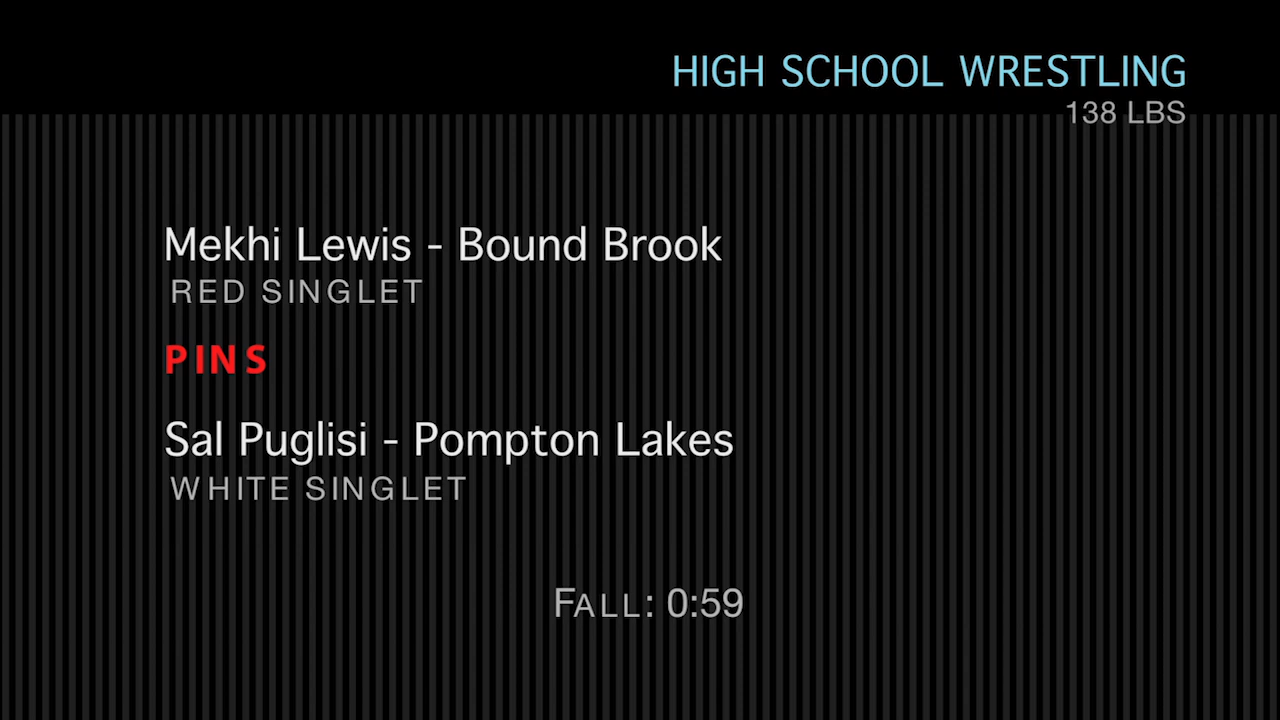 HIGH SCHOOL WRESTLING
138 LBS
Mekhi Lewis - Bound Brook
RED SINGLET
PINS
Sal Puglisi - Pompton Lakes
WHITE SINGLET
FALL: 0:59